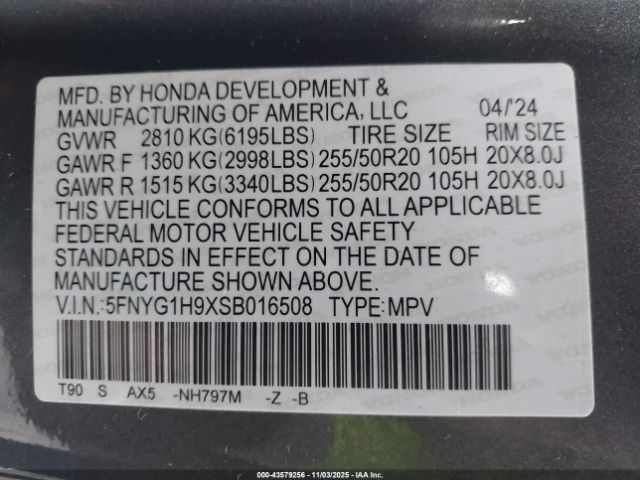 MFD. BY HONDA DEVELOPMENT &
MANUFACTURING OF AMERICA, LLC 04/'24
GVWR 2810 KG(6195LBS) TIRE SIZE RIM SIZE
GAWR F 1360 KG(2998LBS) 255/50R20 105H 20X8.0J
GAWR R 1515 KG(3340LBS) 255/50R20 105H 20X8.0J
THIS VEHICLE CONFORMS TO ALL APPLICABLE
FEDERAL MOTOR VEHICLE SAFETY
STANDARDS IN EFFECT ON THE DATE OF
MANUFACTURE SHOWN ABOVE.
V.I.N.:5FNYG1H9XSB016508 TYPE:MPV
T90 S AX5 -NH797M -Z -B
000-43579256 - 11/03/2025 - IAA Inc.